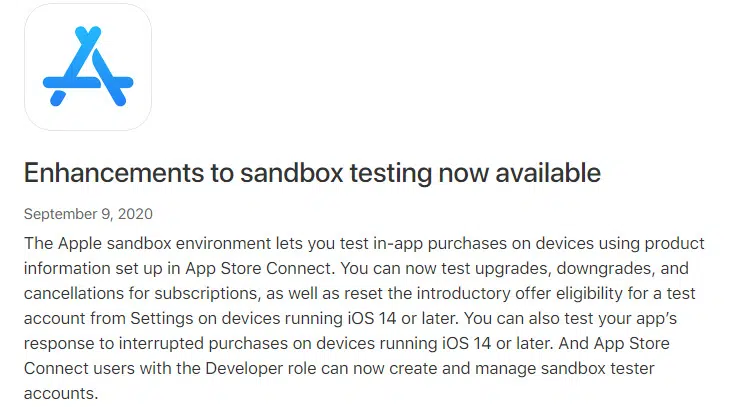 Enhancements to sandbox testing now available
September 9, 2020
The Apple sandbox environment lets you test in-app purchases on devices using product
information set up in App Store Connect. You can now test upgrades, downgrades, and
cancellations for subscriptions, as well as reset the introductory offer eligibility for a test
account from Settings on devices running iOS 14 or later. You can also test your app’s
response to interrupted purchases on devices running iOS 14 or later. And App Store
Connect users with the Developer role can now create and manage sandbox tester
accounts.